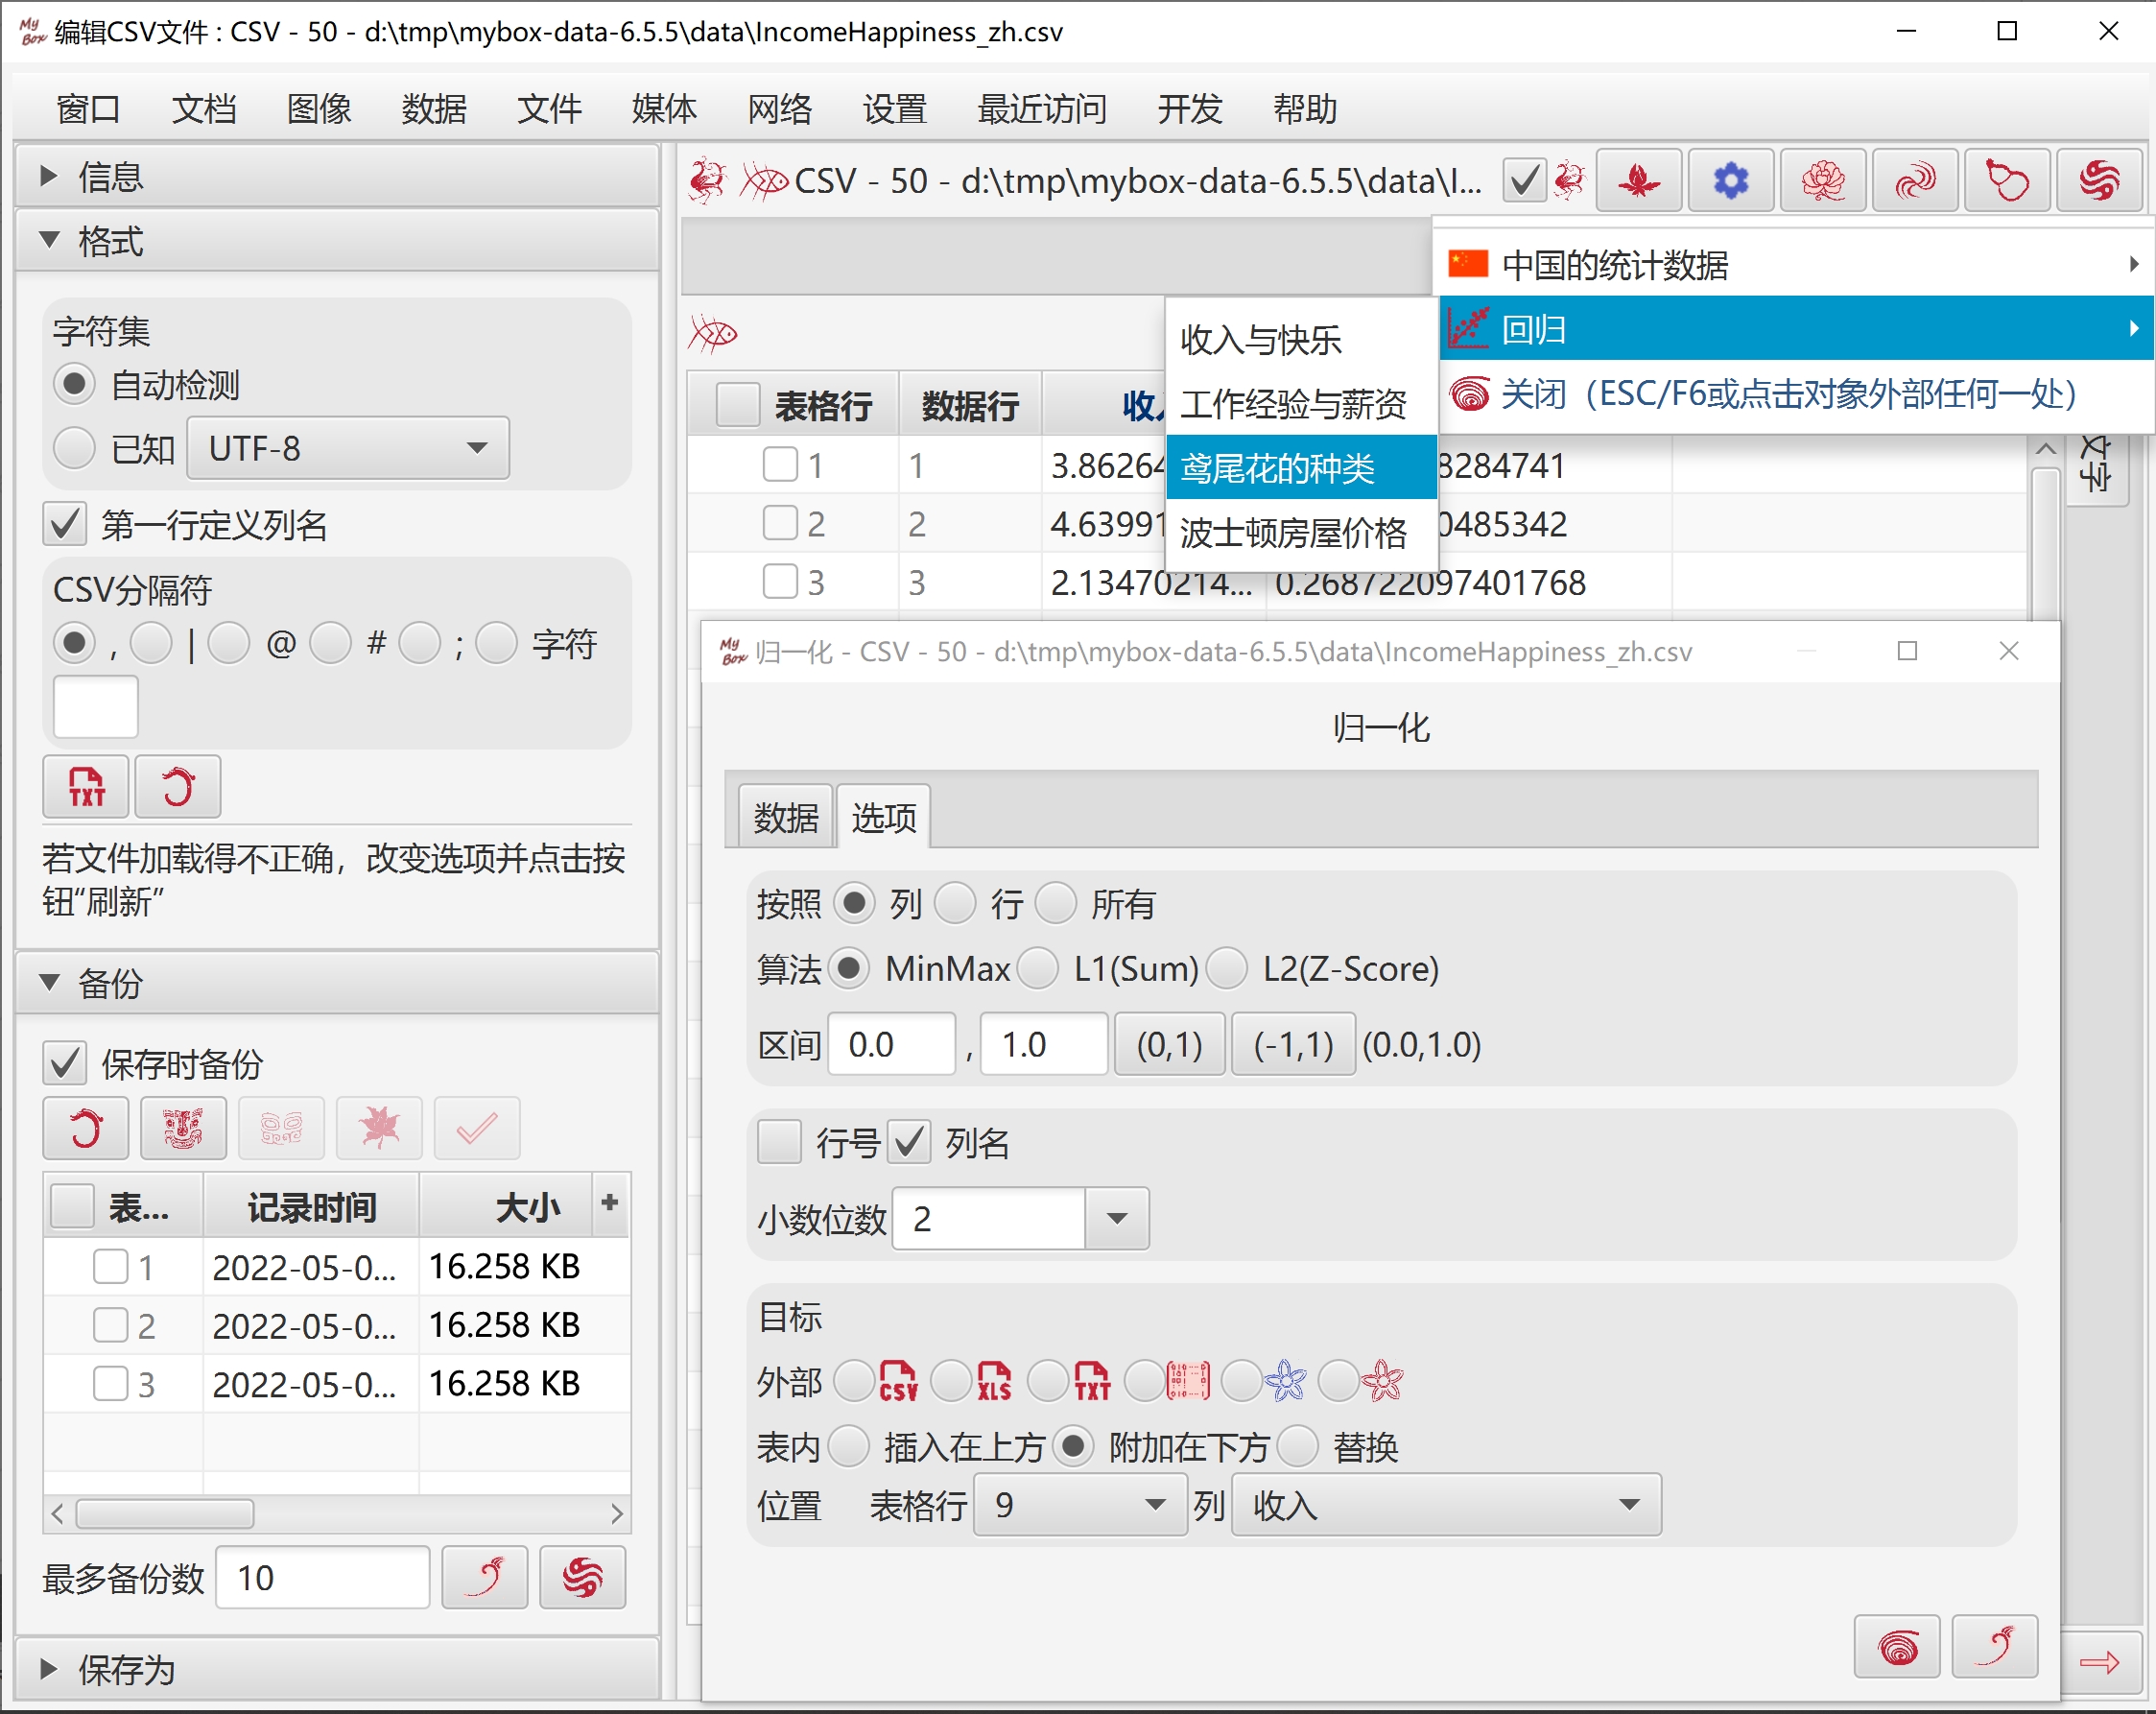 My Box 编辑CSV文件 : CSV - 50 - d:\tmp\mybox-data-6.5.5\data\IncomeHappiness_zh.csv
窗口 文档 图像 数据 文件 媒体 网络 设置 最近访问 开发 帮助
信息
格式
字符集
自动检测
已知 UTF-8
第一行定义列名
CSV分隔符
, | @ # ; 字符
TXT
若文件加载得不正确，改变选项并点击按
钮“刷新”
备份
保存时备份
表... 记录时间 大小 +
1 2022-05-0... 16.258 KB
2 2022-05-0... 16.258 KB
3 2022-05-0... 16.258 KB
最多备份数 10
保存为
CSV - 50 - d:\tmp\mybox-data-6.5.5\data\I...
中国的统计数据
回归
关闭（ESC/F6或点击对象外部任何一处）
收入与快乐
工作经验与薪资
鸢尾花的种类
波士顿房屋价格
表格行 数据行 收
1 1 3.8626 8284741
2 2 4.6399 0485342
3 3 2.13470214... 0.268722097401768
文字
My Box 归一化 - CSV - 50 - d:\tmp\mybox-data-6.5.5\data\IncomeHappiness_zh.csv
归一化
数据 选项
按照 列 行 所有
算法 MinMax L1(Sum) L2(Z-Score)
区间 0.0 , 1.0 (0,1) (-1,1) (0.0,1.0)
行号 列名
小数位数 2
目标
外部 CSV XLS TXT
表内 插入在上方 附加在下方 替换
位置 表格行 9 列 收入